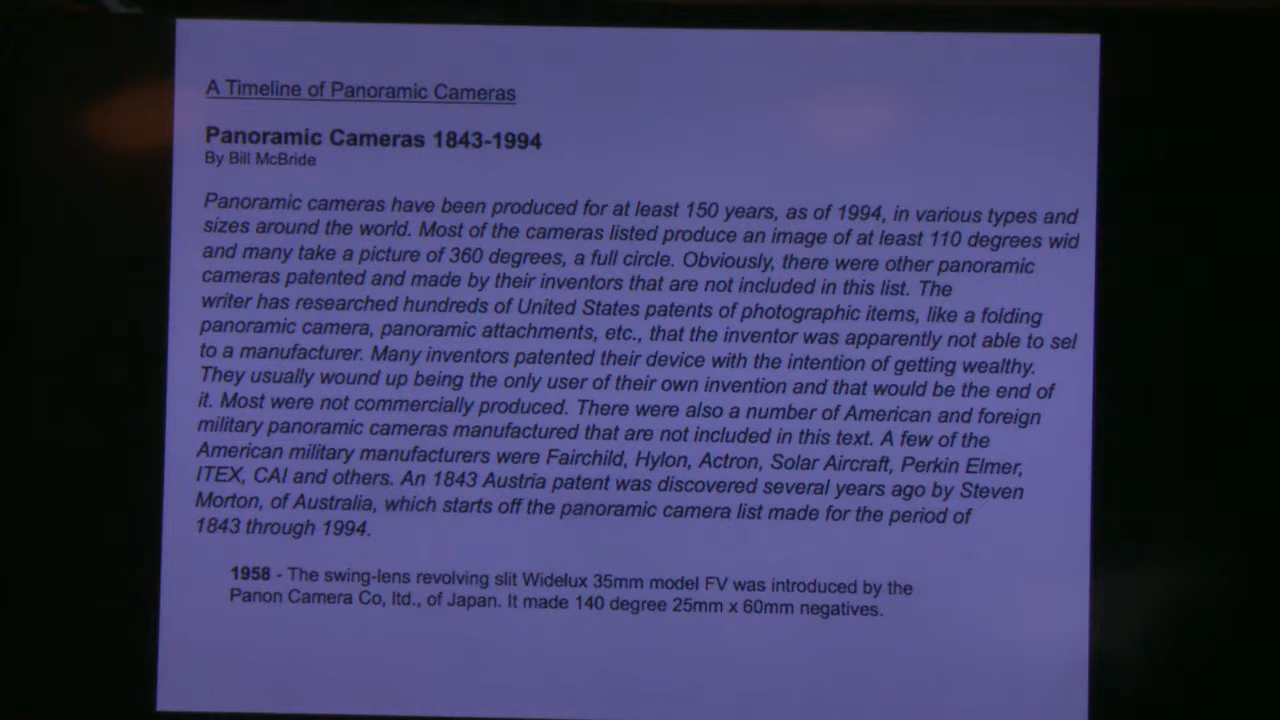 A Timeline of Panoramic Cameras
Panoramic Cameras 1843-1994
By Bill McBride
Panoramic cameras have been produced for at least 150 years, as of 1994, in various types and
sizes around the world. Most of the cameras listed produce an image of at least 110 degrees wid
and many take a picture of 360 degrees, a full circle. Obviously, there were other panoramic
cameras patented and made by their inventors that are not included in this list. The
writer has researched hundreds of United States patents of photographic items, like a folding
panoramic camera, panoramic attachments, etc., that the inventor was apparently not able to sel
to a manufacturer. Many inventors patented their device with the intention of getting wealthy.
They usually wound up being the only user of their own invention and that would be the end of
it. Most were not commercially produced. There were also a number of American and foreign
military panoramic cameras manufactured that are not included in this text. A few of the
American military manufacturers were Fairchild, Hylon, Actron, Solar Aircraft, Perkin Elmer,
ITEX, CAI and others. An 1843 Austria patent was discovered several years ago by Steven
Morton, of Australia, which starts off the panoramic camera list made for the period of
1843 through 1994.
1958 - The swing-lens revolving slit Widelux 35mm model FV was introduced by the
Panon Camera Co, ltd., of Japan. It made 140 degree 25mm x 60mm negatives.